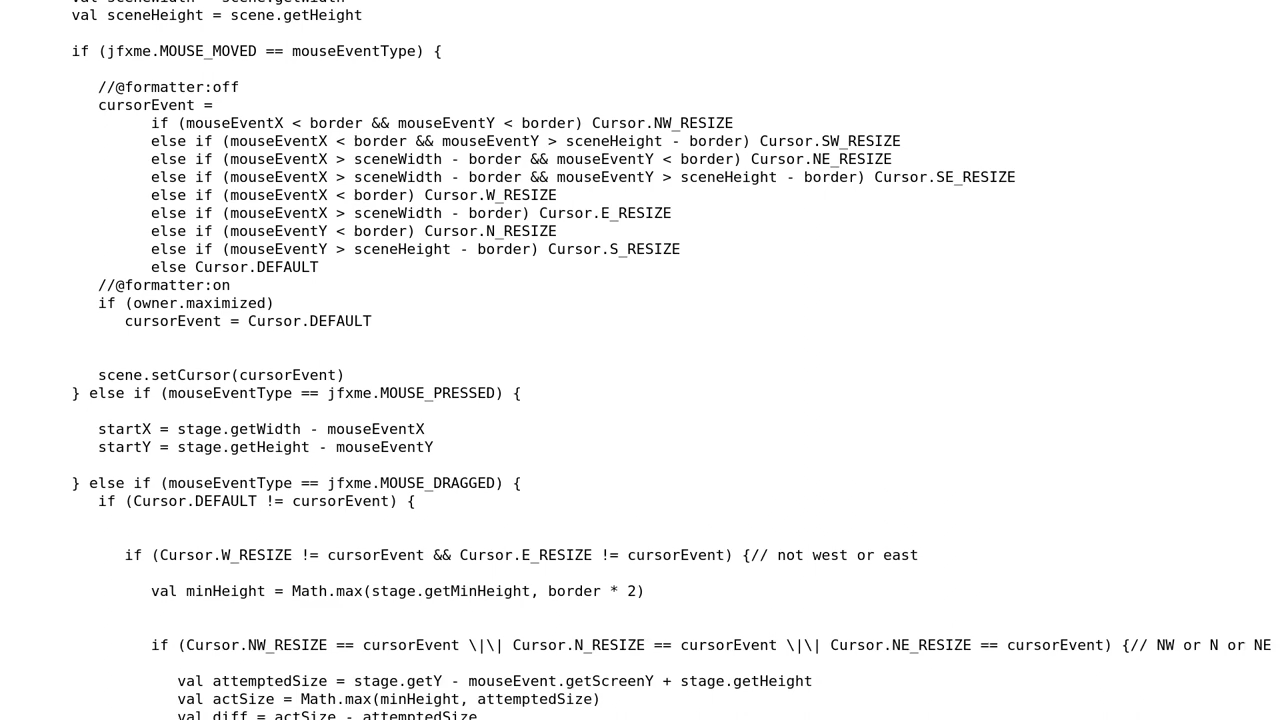 val sceneWidth = scene.getWidth
val sceneHeight = scene.getHeight
if (jfxme.MOUSE_MOVED == mouseEventType) {
//@formatter:off
cursorEvent =
if (mouseEventX < border && mouseEventY < border) Cursor.NW_RESIZE
else if (mouseEventX < border && mouseEventY > sceneHeight - border) Cursor.SW_RESIZE
else if (mouseEventX > sceneWidth - border && mouseEventY < border) Cursor.NE_RESIZE
else if (mouseEventX > sceneWidth - border && mouseEventY > sceneHeight - border) Cursor.SE_RESIZE
else if (mouseEventX < border) Cursor.W_RESIZE
else if (mouseEventX > sceneWidth - border) Cursor.E_RESIZE
else if (mouseEventY < border) Cursor.N_RESIZE
else if (mouseEventY > sceneHeight - border) Cursor.S_RESIZE
else Cursor.DEFAULT
//@formatter:on
if (owner.maximized)
cursorEvent = Cursor.DEFAULT
scene.setCursor(cursorEvent)
} else if (mouseEventType == jfxme.MOUSE_PRESSED) {
startX = stage.getWidth - mouseEventX
startY = stage.getHeight - mouseEventY
} else if (mouseEventType == jfxme.MOUSE_DRAGGED) {
if (Cursor.DEFAULT != cursorEvent) {
if (Cursor.W_RESIZE != cursorEvent && Cursor.E_RESIZE != cursorEvent) {// not west or east
val minHeight = Math.max(stage.getMinHeight, border * 2)
if (Cursor.NW_RESIZE == cursorEvent \|\| Cursor.N_RESIZE == cursorEvent \|\| Cursor.NE_RESIZE == cursorEvent) {// NW or N or NE
val attemptedSize = stage.getY - mouseEvent.getScreenY + stage.getHeight
val actSize = Math.max(minHeight, attemptedSize)
val diff = actSize - attemptedSize